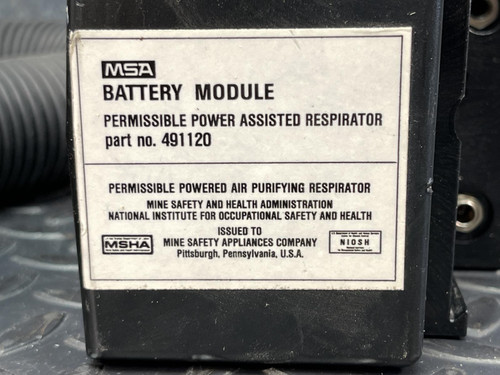 MSA
BATTERY MODULE
PERMISSIBLE POWER ASSISTED RESPIRATOR
part no. 491120
PERMISSIBLE POWERED AIR PURIFYING RESPIRATOR
MINE SAFETY AND HEALTH ADMINISTRATION
NATIONAL INSTITUTE FOR OCCUPATIONAL SAFETY AND HEALTH
ISSUED TO
MINE SAFETY APPLIANCES COMPANY
Pittsburgh, Pennsylvania, U.S.A.
MSHA
NIOSH